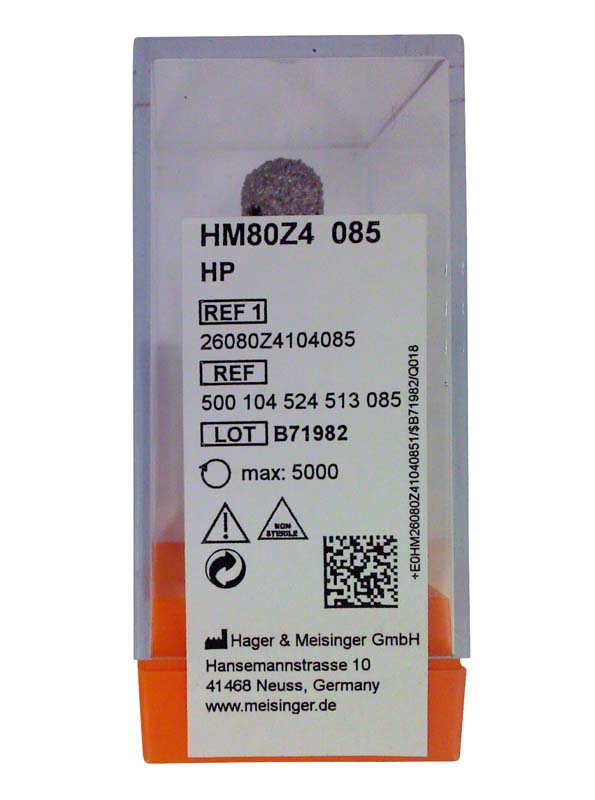 HM80Z4 085
HP
REF 1
26080Z4104085
REF
500 104 524 513 085
LOT B71982
max: 5000
NON
STERILE
Hager & Meisinger GmbH
Hansemannstrasse 10
41468 Neuss, Germany
www.meisinger.de
+E0HM26080Z41040851/$B71982/Q018